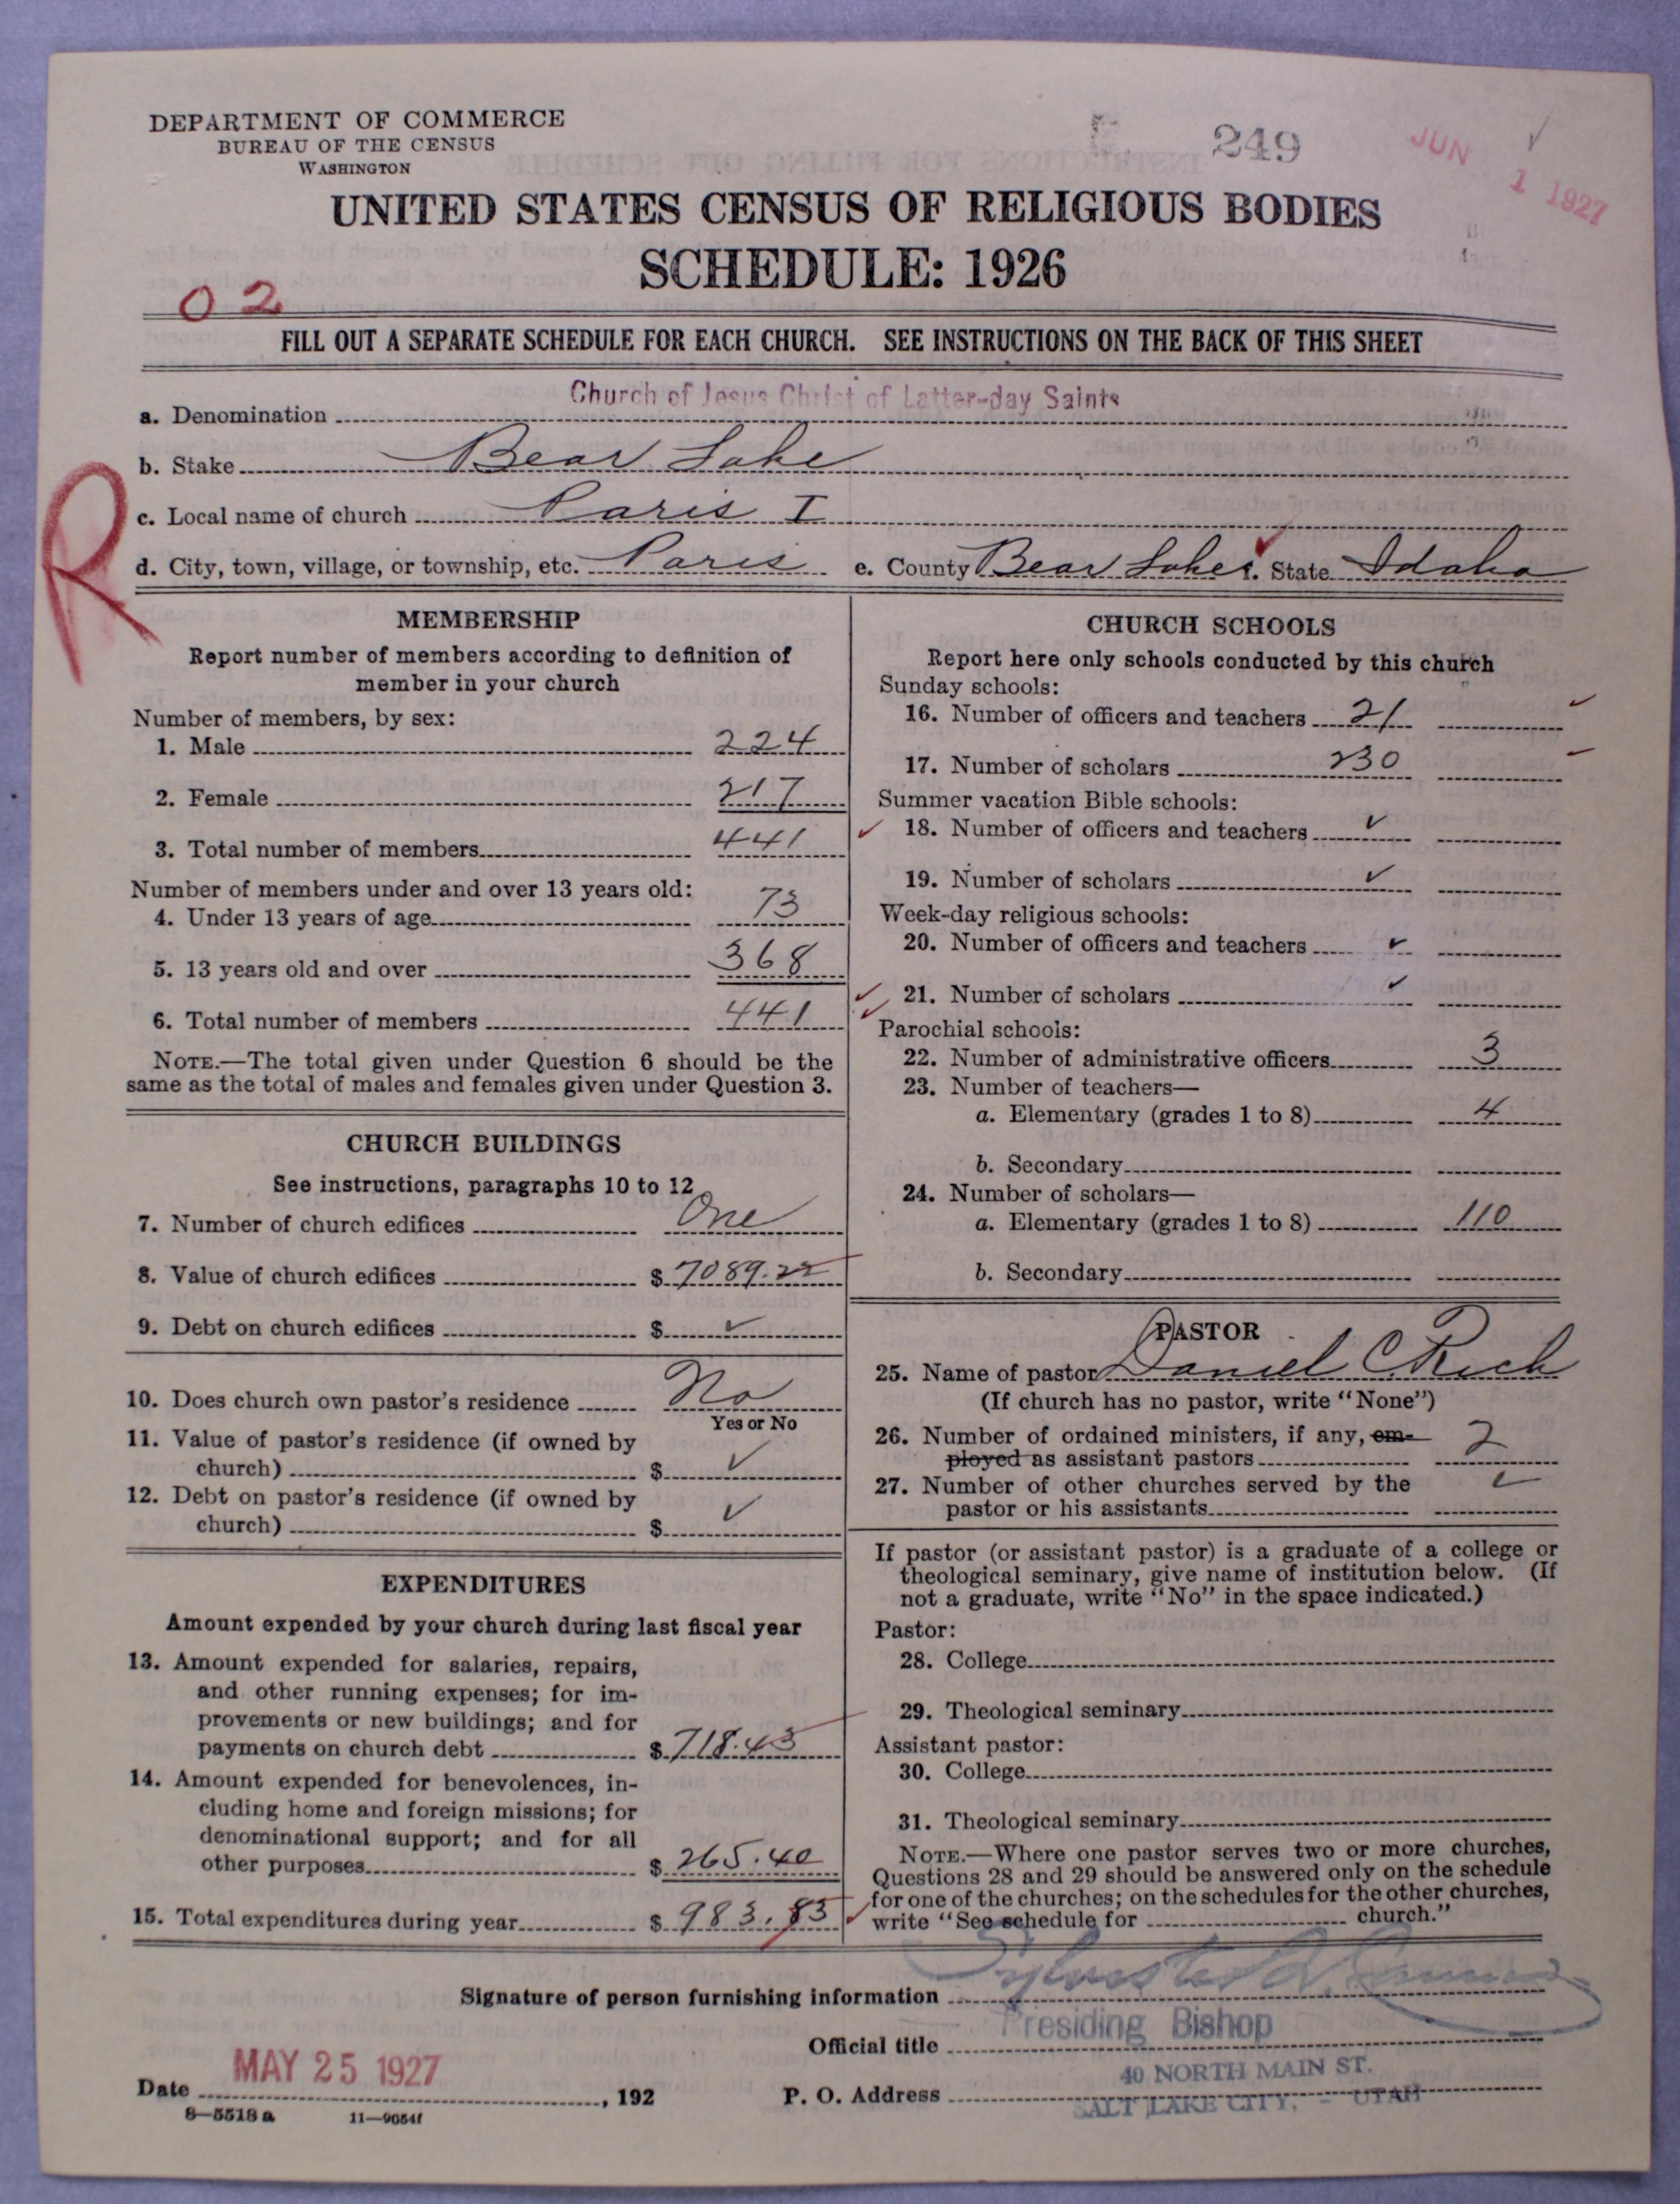 DEPARTMENT OF COMMERCE
BUREAU OF THE CENSUS
WASHINGTON
249
JUN 1 1927
UNITED STATES CENSUS OF RELIGIOUS BODIES
SCHEDULE: 1926
02
FILL OUT A SEPARATE SCHEDULE FOR EACH CHURCH. SEE INSTRUCTIONS ON THE BACK OF THIS SHEET
a. Denomination Church of Jesus Christ of Latter-day Saints
b. Stake Bear Lake
R
c. Local name of church Paris I
d. City, town, village, or township, etc. Paris e. County Bear Lake f. State Idaho
MEMBERSHIP
Report number of members according to definition of
member in your church
Number of members, by sex:
1. Male 224
2. Female 217
3. Total number of members 441
Number of members under and over 13 years old:
4. Under 13 years of age 73
5. 13 years old and over 368
6. Total number of members 441
NOTE.—The total given under Question 6 should be the
same as the total of males and females given under Question 3.
CHURCH BUILDINGS
See instructions, paragraphs 10 to 12
7. Number of church edifices One
8. Value of church edifices $ 7089.22
9. Debt on church edifices $ ✓
10. Does church own pastor's residence No
Yes or No
11. Value of pastor's residence (if owned by
church) $ ✓
12. Debt on pastor's residence (if owned by
church) $ ✓
EXPENDITURES
Amount expended by your church during last fiscal year
13. Amount expended for salaries, repairs,
and other running expenses; for im-
provements or new buildings; and for
payments on church debt $ 718.43
14. Amount expended for benevolences, in-
cluding home and foreign missions; for
denominational support; and for all
other purposes $ 265.40
15. Total expenditures during year $ 983.83
CHURCH SCHOOLS
Report here only schools conducted by this church
Sunday schools:
16. Number of officers and teachers 21
17. Number of scholars 230
Summer vacation Bible schools:
18. Number of officers and teachers ✓
19. Number of scholars ✓
Week-day religious schools:
20. Number of officers and teachers ✓
21. Number of scholars ✓
Parochial schools:
22. Number of administrative officers 3
23. Number of teachers—
a. Elementary (grades 1 to 8) 4
b. Secondary
24. Number of scholars—
a. Elementary (grades 1 to 8) 110
b. Secondary
PASTOR
25. Name of pastor Daniel C Rich
(If church has no pastor, write "None")
26. Number of ordained ministers, if any, em-
ployed as assistant pastors 2
27. Number of other churches served by the
pastor or his assistants ✓
If pastor (or assistant pastor) is a graduate of a college or
theological seminary, give name of institution below. (If
not a graduate, write "No" in the space indicated.)
Pastor:
28. College
29. Theological seminary
Assistant pastor:
30. College
31. Theological seminary
NOTE.—Where one pastor serves two or more churches,
Questions 28 and 29 should be answered only on the schedule
for one of the churches; on the schedules for the other churches,
write "See schedule for church."
Signature of person furnishing information
Official title Presiding Bishop
Date MAY 25 1927, 192
P. O. Address 40 NORTH MAIN ST.
SALT LAKE CITY, - UTAH
8—5518 a 11—9054f